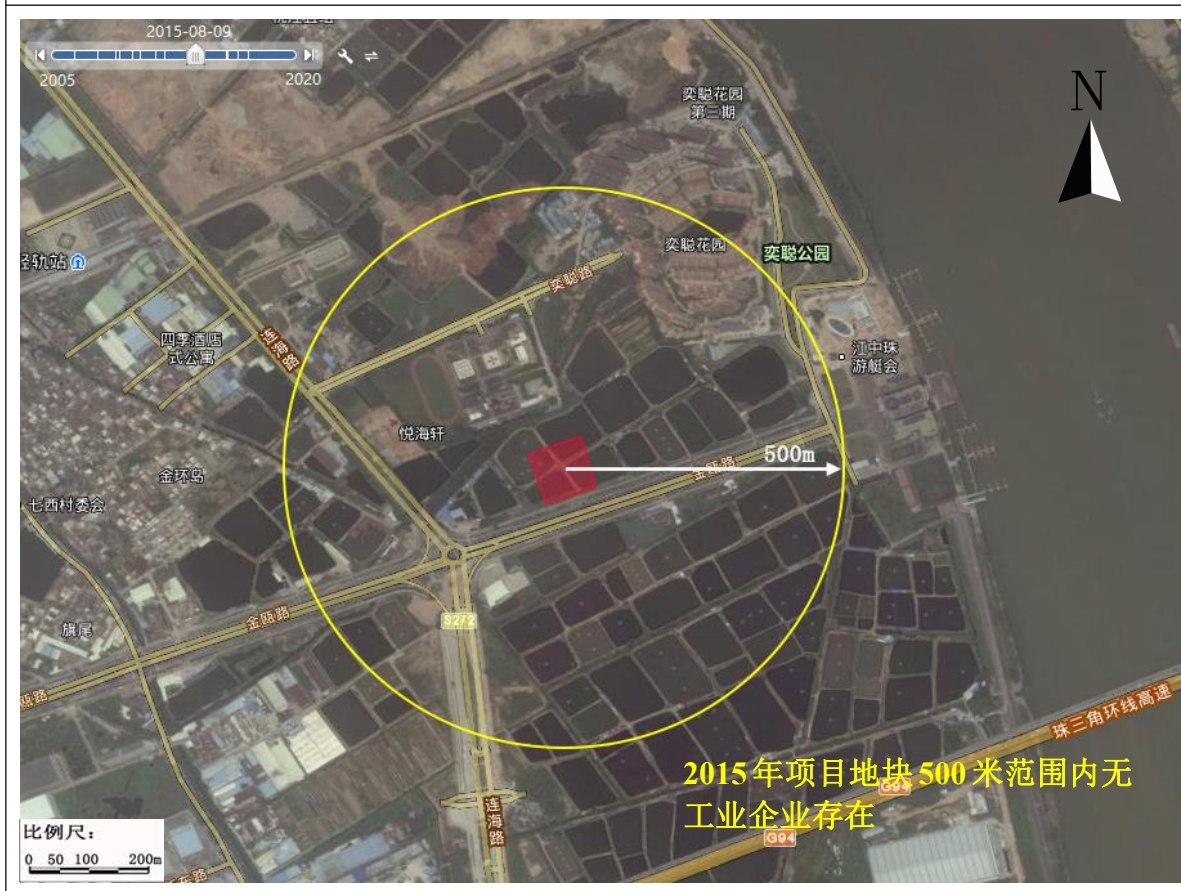 2015-08-09
2005
2020
N
奕聪花园
第三期
奕聪花园
奕聪公园
奕聪路
轻轨站
四季酒店
式公寓
连海路
江中珠
游艇会
悦海轩
500m
金瓯路
金环岛
七西村委会
金瓯路
S272
旗尾
瓯路
珠三角环线高速
G94
2015年项目地块500米范围内无
工业企业存在
连海路
G94
比例尺：
0 50 100 200m
东路